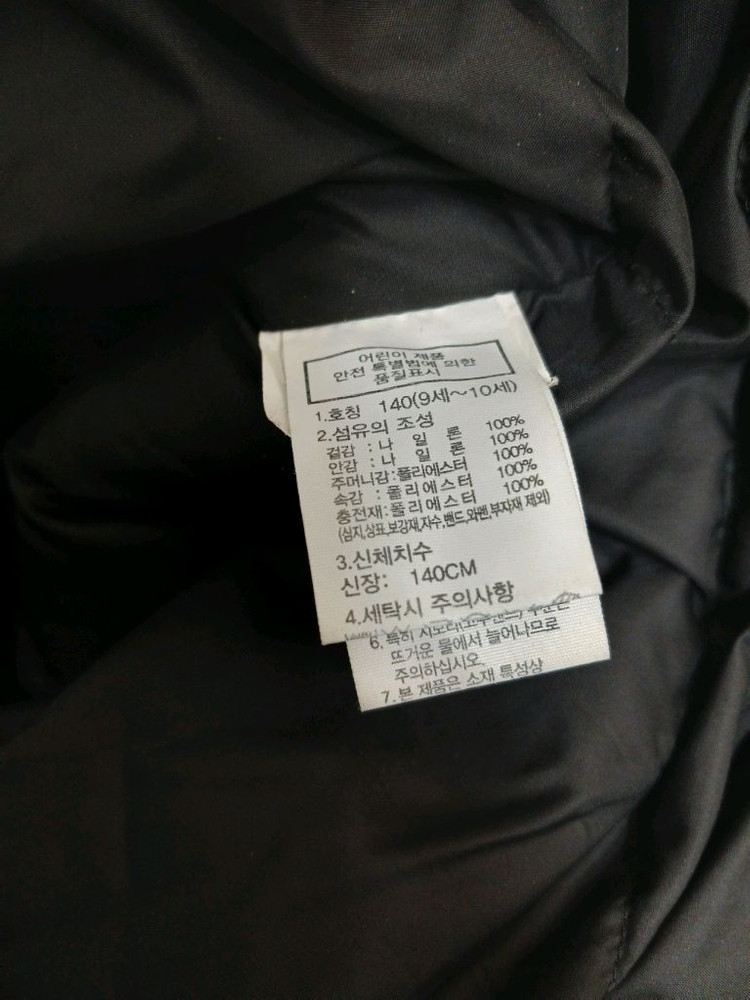 어린이 제품
안전 특별법에 의한
품질표시
1.호칭 140(9세~10세)
2.섬유의 조성
겉감 : 나 일 론 100%
안감 : 나 일 론 100%
주머니감:폴리에스터 100%
속감 : 폴리에스터 100%
충전재:폴리에스터 100%
(심지,상표,보강재,자수,밴드,와펜,부자재 제외)
3.신체치수
신장: 140CM
4.세탁시 주의사항
6.특히 시보리
뜨거운 물에서 늘어나므로
주의하십시오.
7.본 제품은 소재 특성상